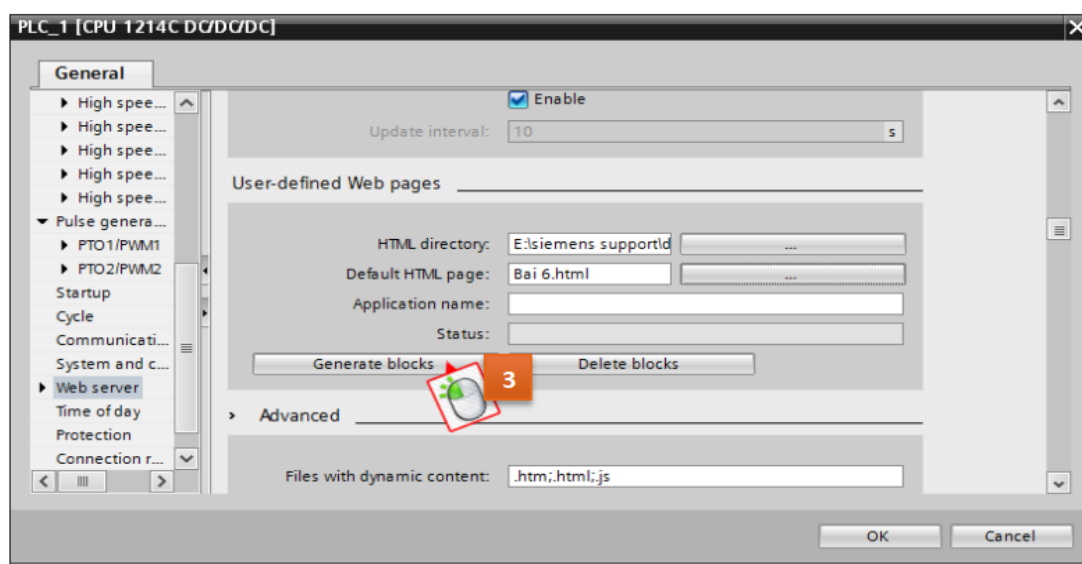 PLC_1 [CPU 1214C DC/DC/DC]
General
High spee...
High spee...
High spee...
High spee...
High spee...
Pulse genera...
PTO1/PWM1
PTO2/PWM2
Startup
Cycle
Communicati...
System and c...
Web server
Time of day
Protection
Connection r...
Enable
Update interval: 10 s
User-defined Web pages
HTML directory: E:\siemens support\d ...
Default HTML page: Bai 6.html ...
Application name:
Status:
Generate blocks Delete blocks
3
Advanced
Files with dynamic content: .htm;.html;.js
OK Cancel